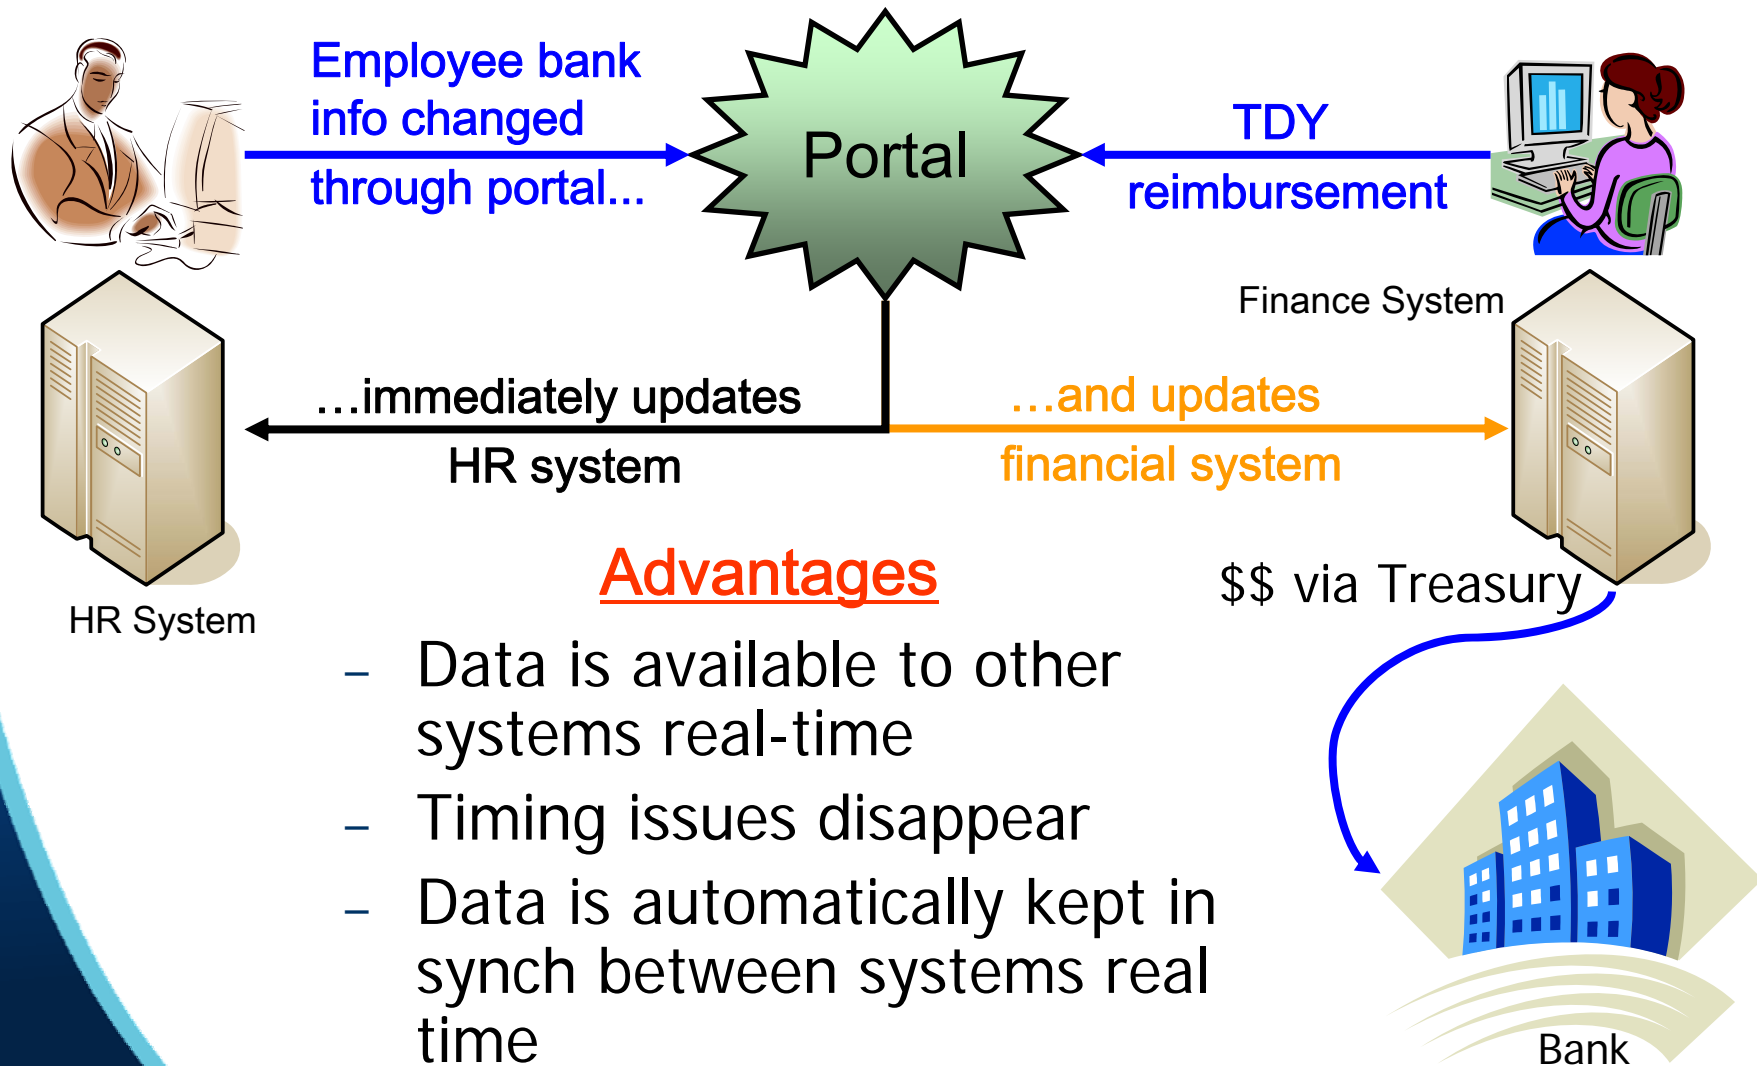 Employee bank
info changed
through portal...
Portal
TDY
reimbursement
Finance System
…immediately updates
HR system
…and updates
financial system
HR System
$$ via Treasury
Advantages
– Data is available to other
systems real-time
– Timing issues disappear
– Data is automatically kept in
synch between systems real
time
Bank